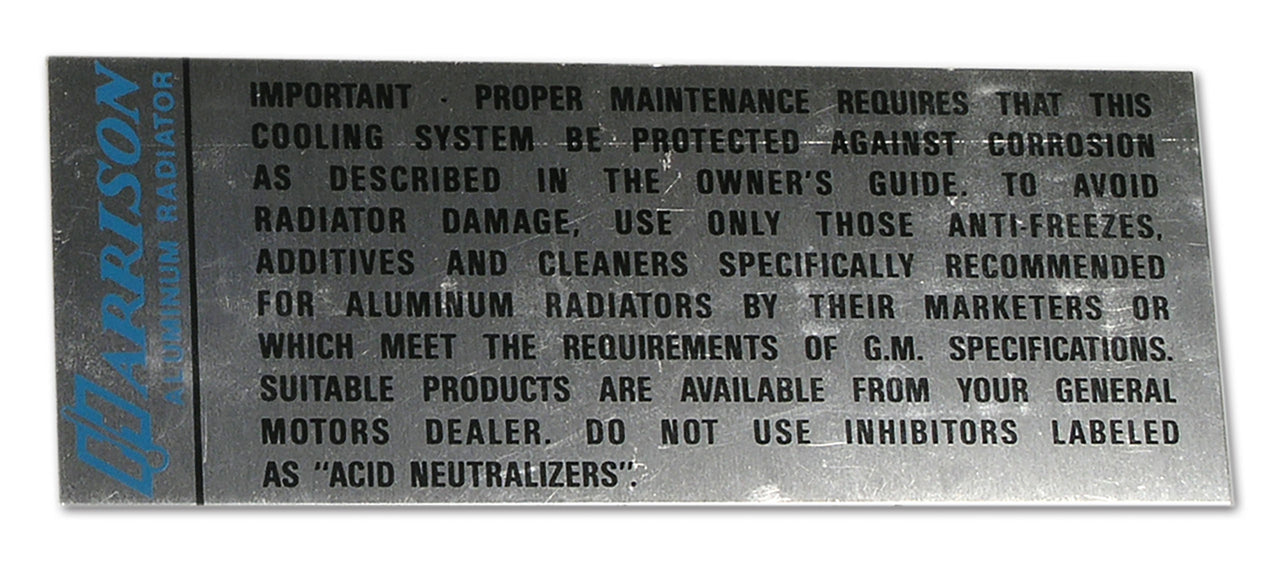 HARRISON
ALUMINUM RADIATOR
IMPORTANT · PROPER MAINTENANCE REQUIRES THAT THIS
COOLING SYSTEM BE PROTECTED AGAINST CORROSION
AS DESCRIBED IN THE OWNER'S GUIDE. TO AVOID
RADIATOR DAMAGE, USE ONLY THOSE ANTI-FREEZES,
ADDITIVES AND CLEANERS SPECIFICALLY RECOMMENDED
FOR ALUMINUM RADIATORS BY THEIR MARKETERS OR
WHICH MEET THE REQUIREMENTS OF G.M. SPECIFICATIONS.
SUITABLE PRODUCTS ARE AVAILABLE FROM YOUR GENERAL
MOTORS DEALER. DO NOT USE INHIBITORS LABELED
AS "ACID NEUTRALIZERS".